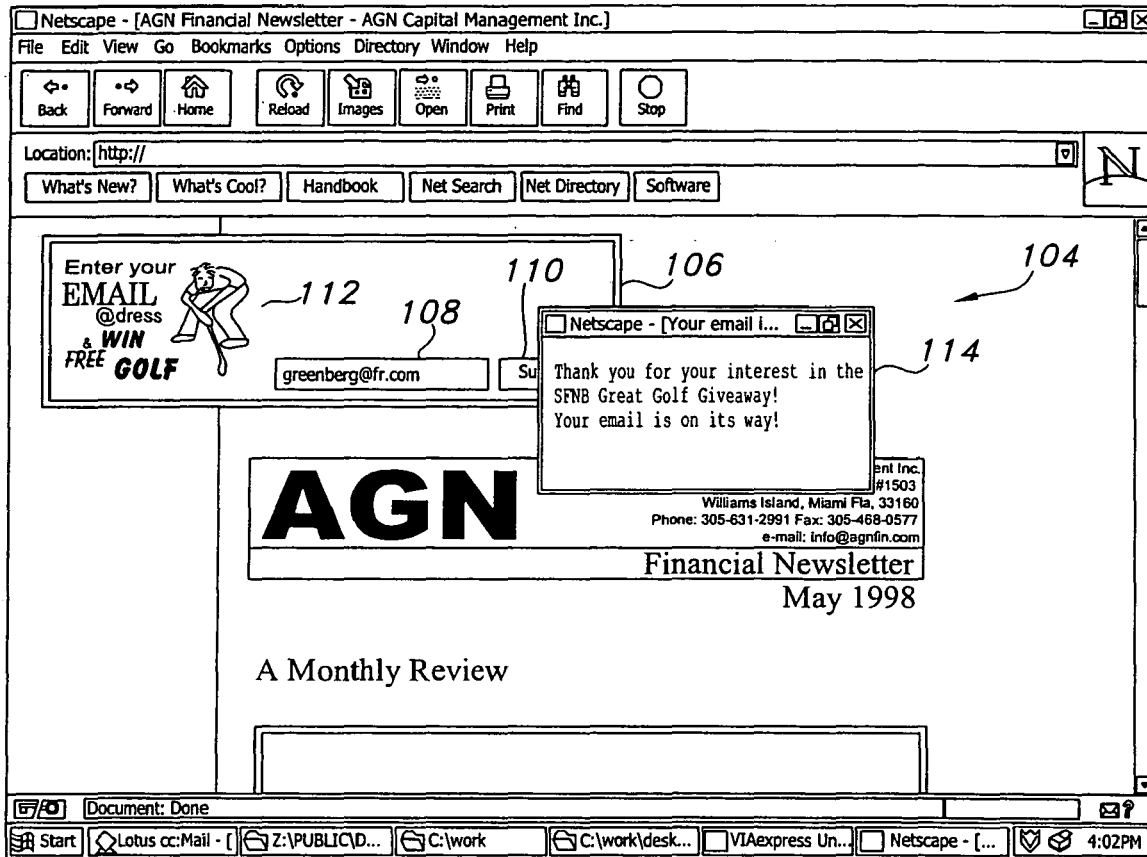 Netscape - [AGN Financial Newsletter - AGN Capital Management Inc.]
File Edit View Go Bookmarks Options Directory Window Help
Back Forward Home Reload Images Open Print Find Stop
Location: http://
N
What's New? What's Cool? Handbook Net Search Net Directory Software
104
106
110
112
108
114
Enter your
EMAIL
@dress
& WIN
FREE GOLF
greenberg@fr.com
Su
Netscape - [Your email i...
Thank you for your interest in the
SFNB Great Golf Giveaway!
Your email is on its way!
AGN
ent Inc.
#1503
Williams Island, Miami Fla, 33160
Phone: 305-631-2991 Fax: 305-468-0577
e-mail: info@agnfin.com
Financial Newsletter
May 1998
A Monthly Review
Document: Done
Start Lotus cc:Mail - [ Z:\PUBLIC\D... C:\work C:\work\desk... VIAexpress Un... Netscape - [... 4:02PM